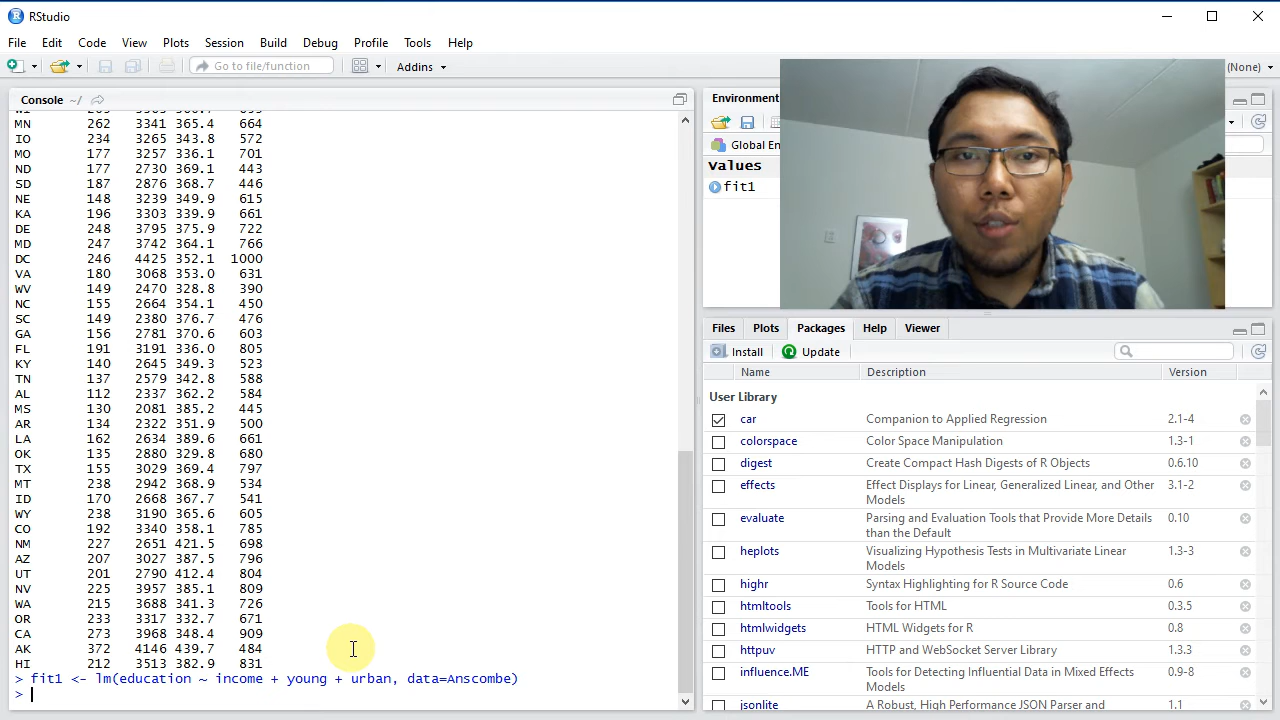 RStudio
File Edit Code View Plots Session Build Debug Profile Tools Help
Go to file/function Addins (None)
Console ~/
MN 262 3341 365.4 664
IO 234 3265 343.8 572
MO 177 3257 336.1 701
ND 177 2730 369.1 443
SD 187 2876 368.7 446
NE 148 3239 349.9 615
KA 196 3303 339.9 661
DE 248 3795 375.9 722
MD 247 3742 364.1 766
DC 246 4425 352.1 1000
VA 180 3068 353.0 631
WV 149 2470 328.8 390
NC 155 2664 354.1 450
SC 149 2380 376.7 476
GA 156 2781 370.6 603
FL 191 3191 336.0 805
KY 140 2645 349.3 523
TN 137 2579 342.8 588
AL 112 2337 362.2 584
MS 130 2081 385.2 445
AR 134 2322 351.9 500
LA 162 2634 389.6 661
OK 135 2880 329.8 680
TX 155 3029 369.4 797
MT 238 2942 368.9 534
ID 170 2668 367.7 541
WY 238 3190 365.6 605
CO 192 3340 358.1 785
NM 227 2651 421.5 698
AZ 207 3027 387.5 796
UT 201 2790 412.4 804
NV 225 3957 385.1 809
WA 215 3688 341.3 726
OR 233 3317 332.7 671
CA 273 3968 348.4 909
AK 372 4146 439.7 484
HI 212 3513 382.9 831
> fit1 <- lm(education ~ income + young + urban, data=Anscombe)
>
Environment
Global En
Values
fit1
Files Plots Packages Help Viewer
Install Update
Name Description Version
User Library
car Companion to Applied Regression 2.1-4
colorspace Color Space Manipulation 1.3-1
digest Create Compact Hash Digests of R Objects 0.6.10
effects Effect Displays for Linear, Generalized Linear, and Other 3.1-2
Models
evaluate Parsing and Evaluation Tools that Provide More Details 0.10
than the Default
heplots Visualizing Hypothesis Tests in Multivariate Linear 1.3-3
Models
highr Syntax Highlighting for R Source Code 0.6
htmltools Tools for HTML 0.3.5
htmlwidgets HTML Widgets for R 0.8
httpuv HTTP and WebSocket Server Library 1.3.3
influence.ME Tools for Detecting Influential Data in Mixed Effects 0.9-8
Models
jsonlite A Robust, High Performance JSON Parser and 1.1